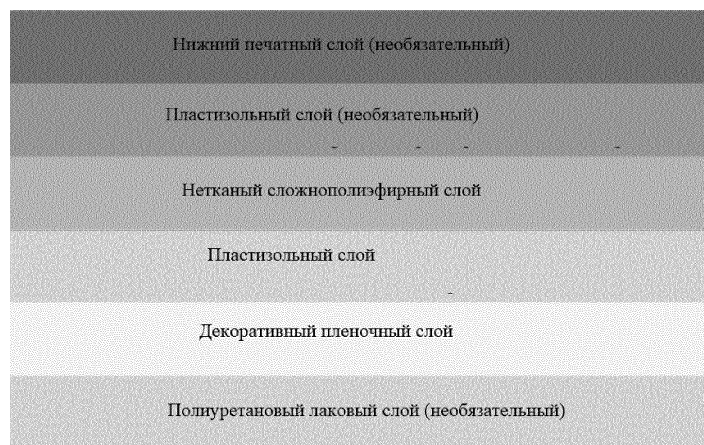 Нижний печатный слой (необязательный)
Пластизольный слой (необязательный)
Нетканый сложнополиэфирный слой
Пластизольный слой
Декоративный пленочный слой
Полиуретановый лаковый слой (необязательный)